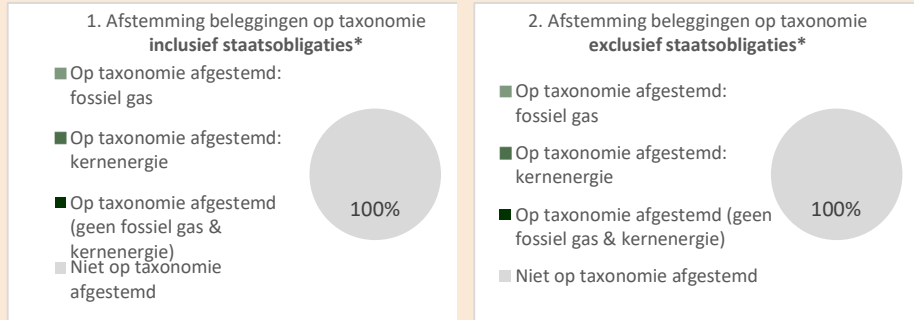 1. Afstemming beleggingen op taxonomie
inclusief staatsobligaties*
Op taxonomie afgestemd:
fossiel gas
Op taxonomie afgestemd:
kernenergie
Op taxonomie afgestemd
(geen fossiel gas &
kernenergie)
Niet op taxonomie
afgestemd
100%
2. Afstemming beleggingen op taxonomie
exclusief staatsobligaties*
Op taxonomie afgestemd:
fossiel gas
Op taxonomie afgestemd:
kernenergie
Op taxonomie afgestemd (geen
fossiel gas & kernenergie)
Niet op taxonomie afgestemd
100%